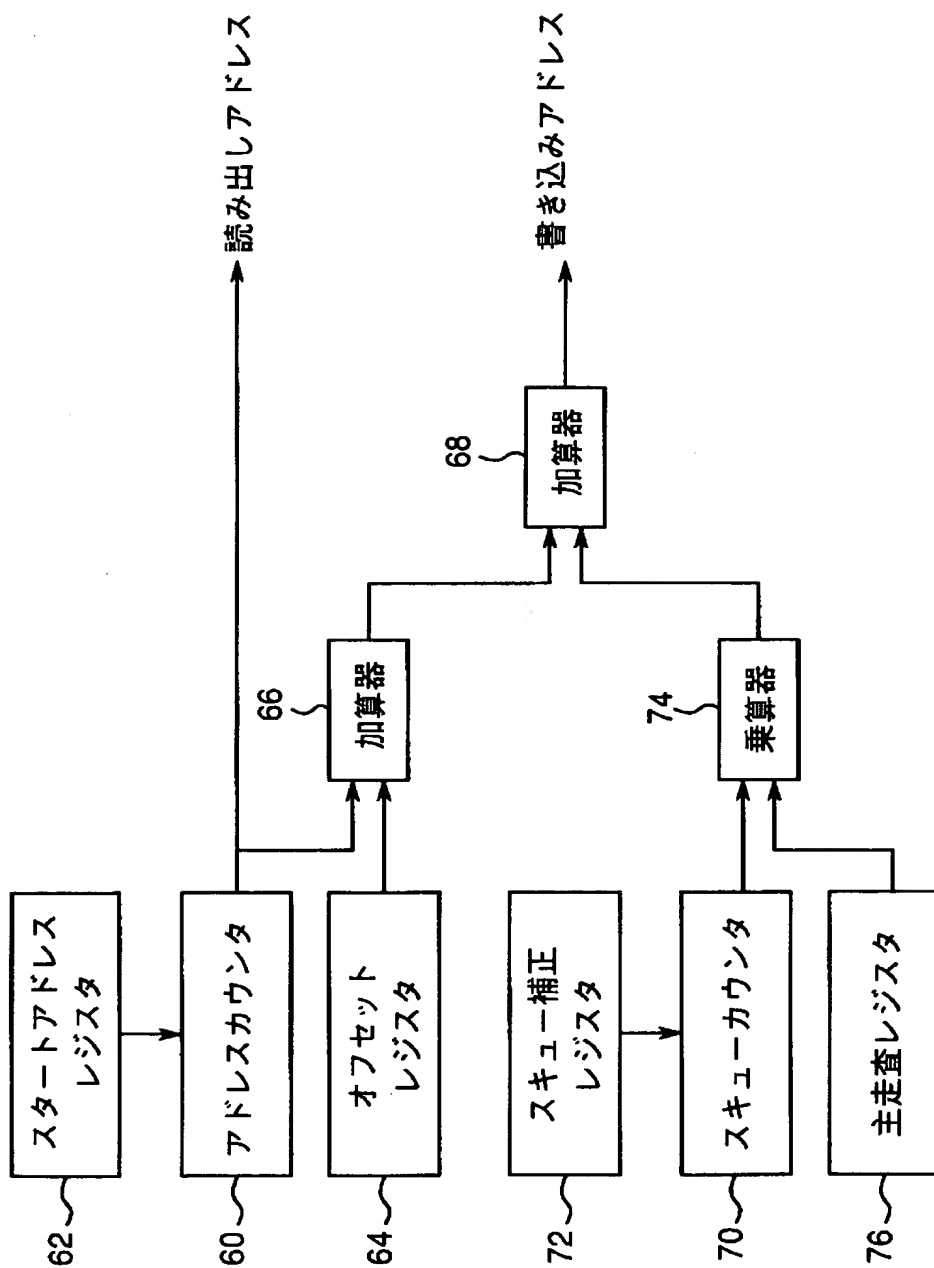 スタートアドレス
レジスタ
62
アドレスカウンタ
60
オフセット
レジスタ
64
読み出しアドレス
加算器
66
加算器
68
書き込みアドレス
スキュー補正
レジスタ
72
スキューカウンタ
70
主走査レジスタ
76
乗算器
74